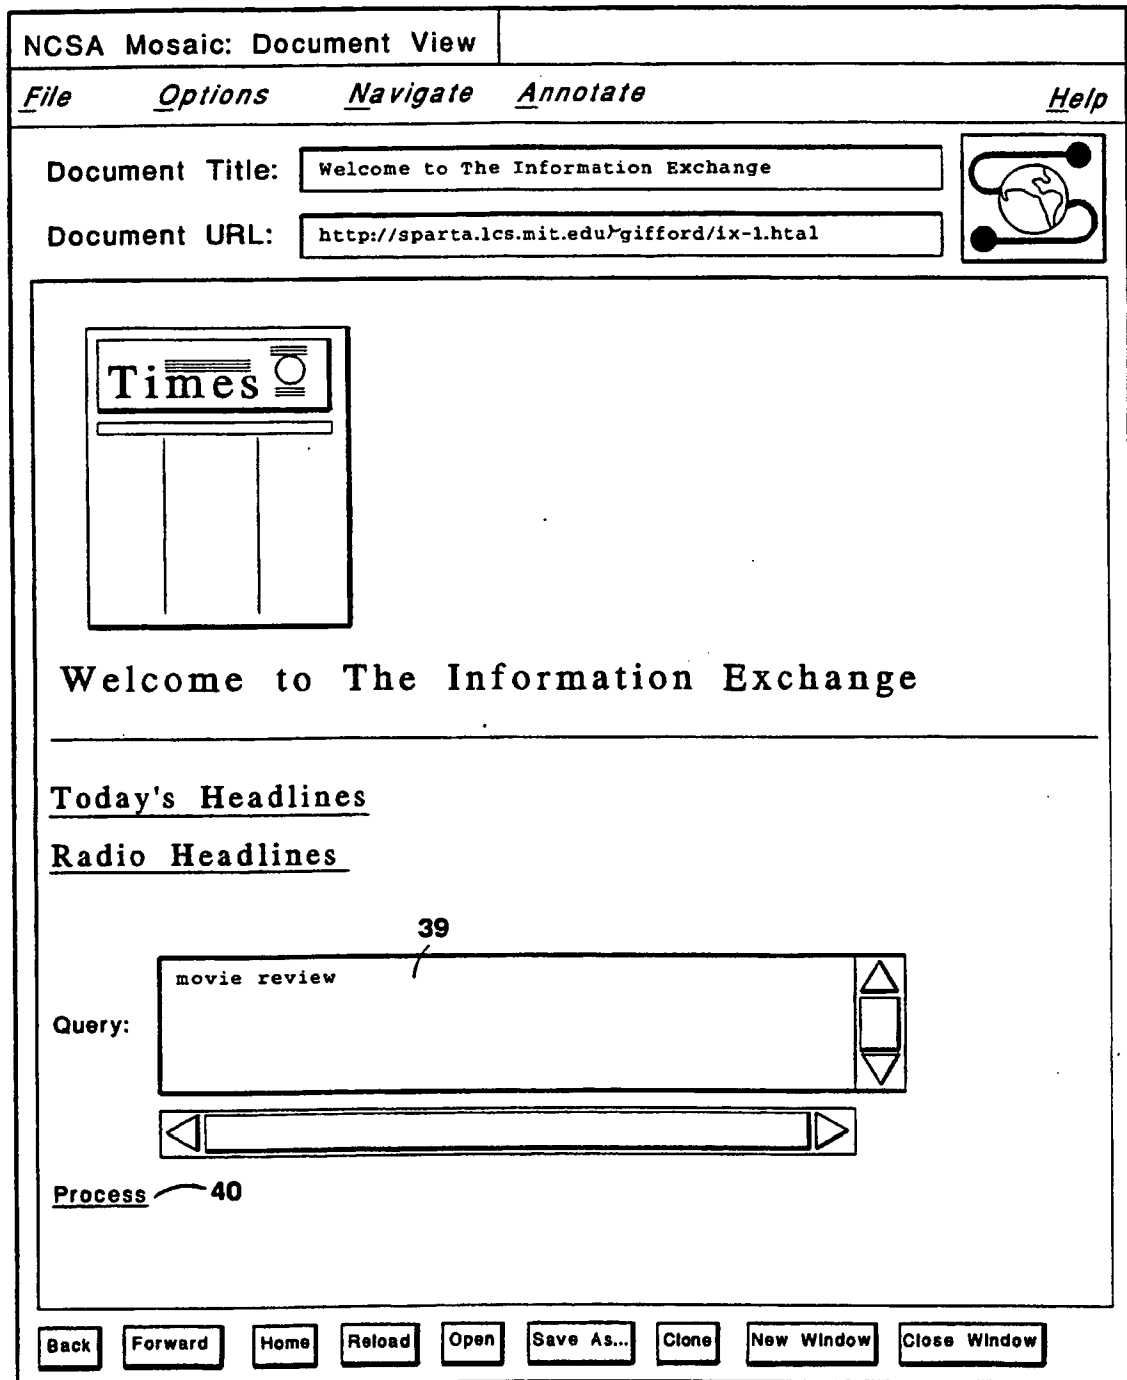 NCSA Mosaic: Document View
File Options Navigate Annotate Help
Document Title: Welcome to The Information Exchange
Document URL: http://sparta.lcs.mit.edu/~gifford/ix-1.htal
Times
Welcome to The Information Exchange
Today's Headlines
Radio Headlines
39
movie review
Query:
Process 40
Back Forward Home Reload Open Save As... Clone New Window Close Window